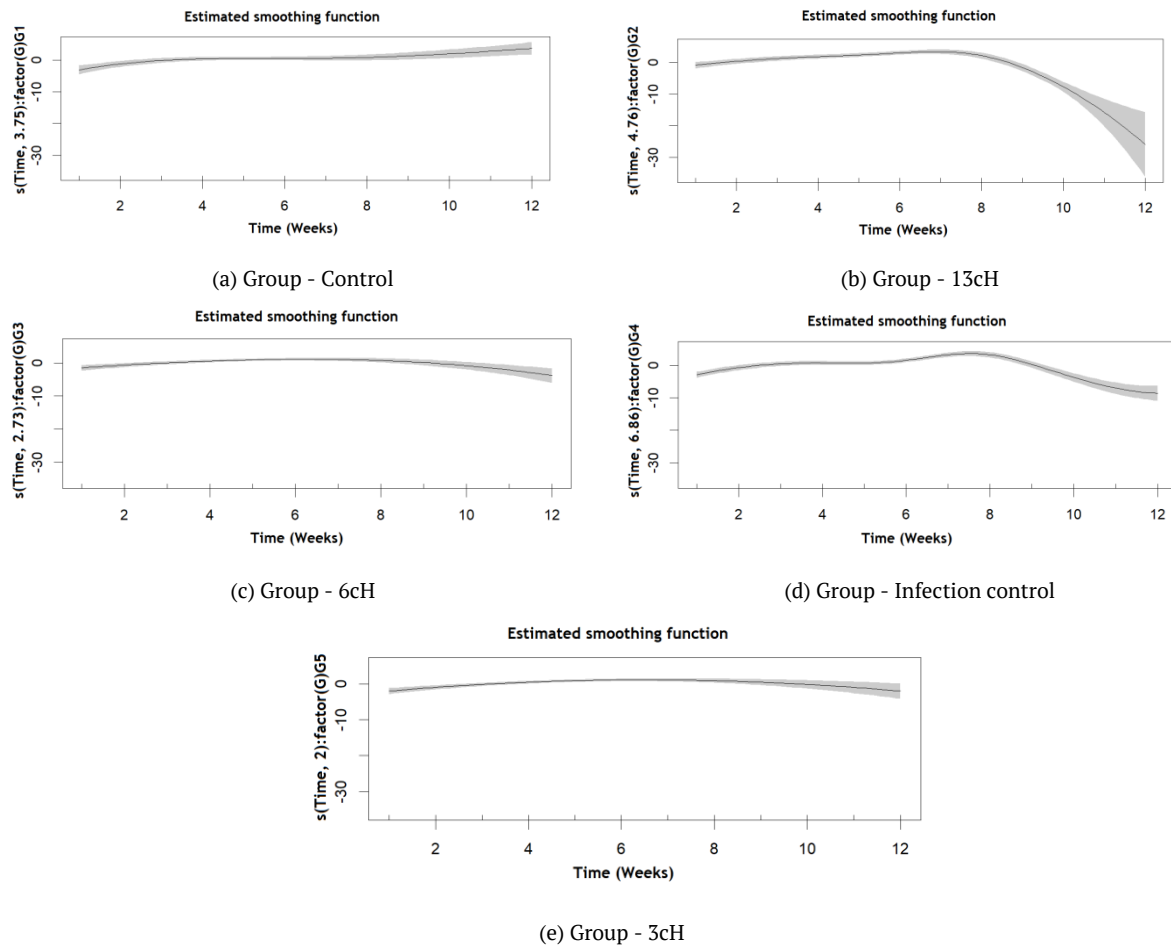 Estimated smoothing function
s(Time, 3.75):factor(G)G1
0
-10
-30
2 4 6 8 10 12
Time (Weeks)
(a) Group - Control
Estimated smoothing function
s(Time, 4.76):factor(G)G2
0
-10
-30
2 4 6 8 10 12
Time (Weeks)
(b) Group - 13cH
Estimated smoothing function
s(Time, 2.73):factor(G)G3
0
-10
-30
2 4 6 8 10 12
Time (Weeks)
(c) Group - 6cH
Estimated smoothing function
s(Time, 6.86):factor(G)G4
0
-10
-30
2 4 6 8 10 12
Time (Weeks)
(d) Group - Infection control
Estimated smoothing function
s(Time, 2):factor(G)G5
0
-10
-30
2 4 6 8 10 12
Time (Weeks)
(e) Group - 3cH